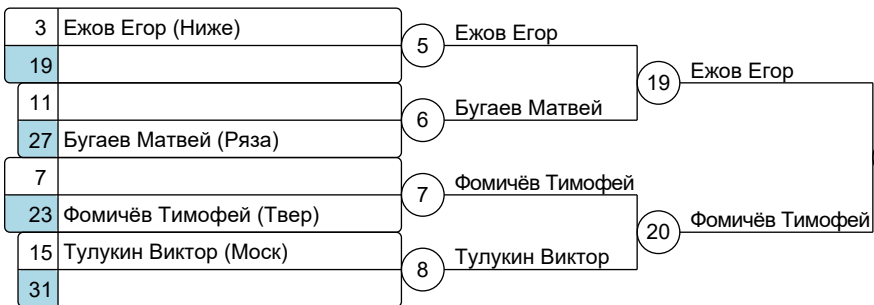 3 Ежов Егор (Ниже)
19
5 Ежов Егор
11
27 Бугаев Матвей (Ряза)
6 Бугаев Матвей
19 Ежов Егор
7
23 Фомичёв Тимофей (Твер)
7 Фомичёв Тимофей
15 Тулукин Виктор (Моск)
31
8 Тулукин Виктор
20 Фомичёв Тимофей